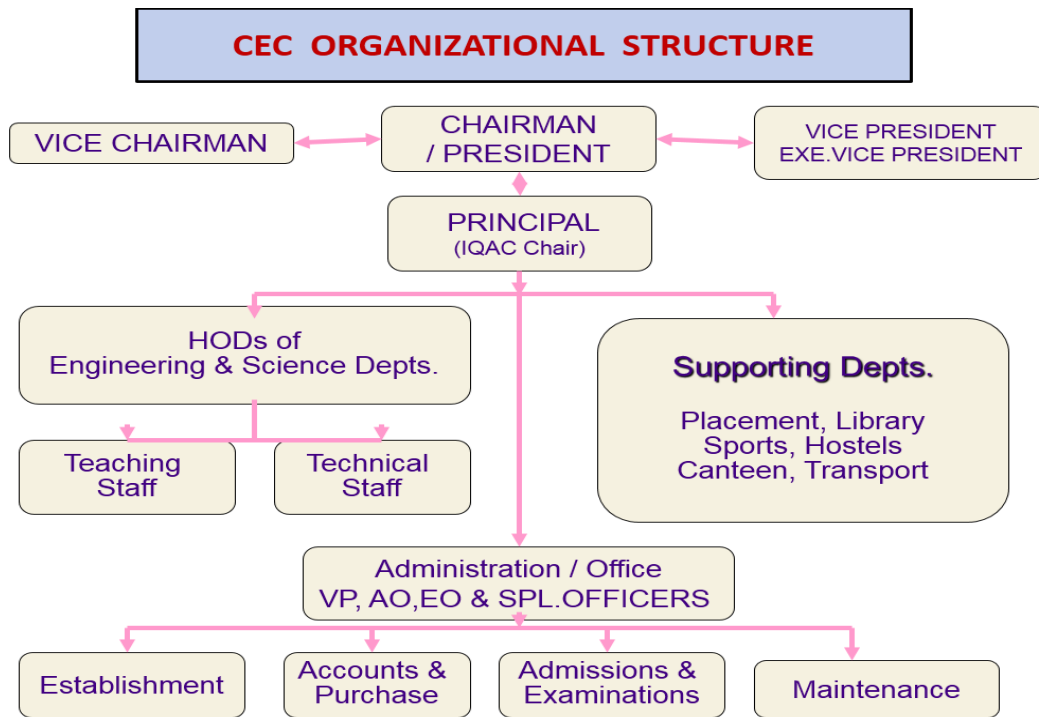 CEC ORGANIZATIONAL STRUCTURE
VICE CHAIRMAN
CHAIRMAN
/ PRESIDENT
VICE PRESIDENT
EXE.VICE PRESIDENT
PRINCIPAL
(IQAC Chair)
HODs of
Engineering & Science Depts.
Supporting Depts.
Placement, Library
Sports, Hostels
Canteen, Transport
Teaching
Staff
Technical
Staff
Administration / Office
VP, AO,EO & SPL.OFFICERS
Establishment
Accounts &
Purchase
Admissions &
Examinations
Maintenance